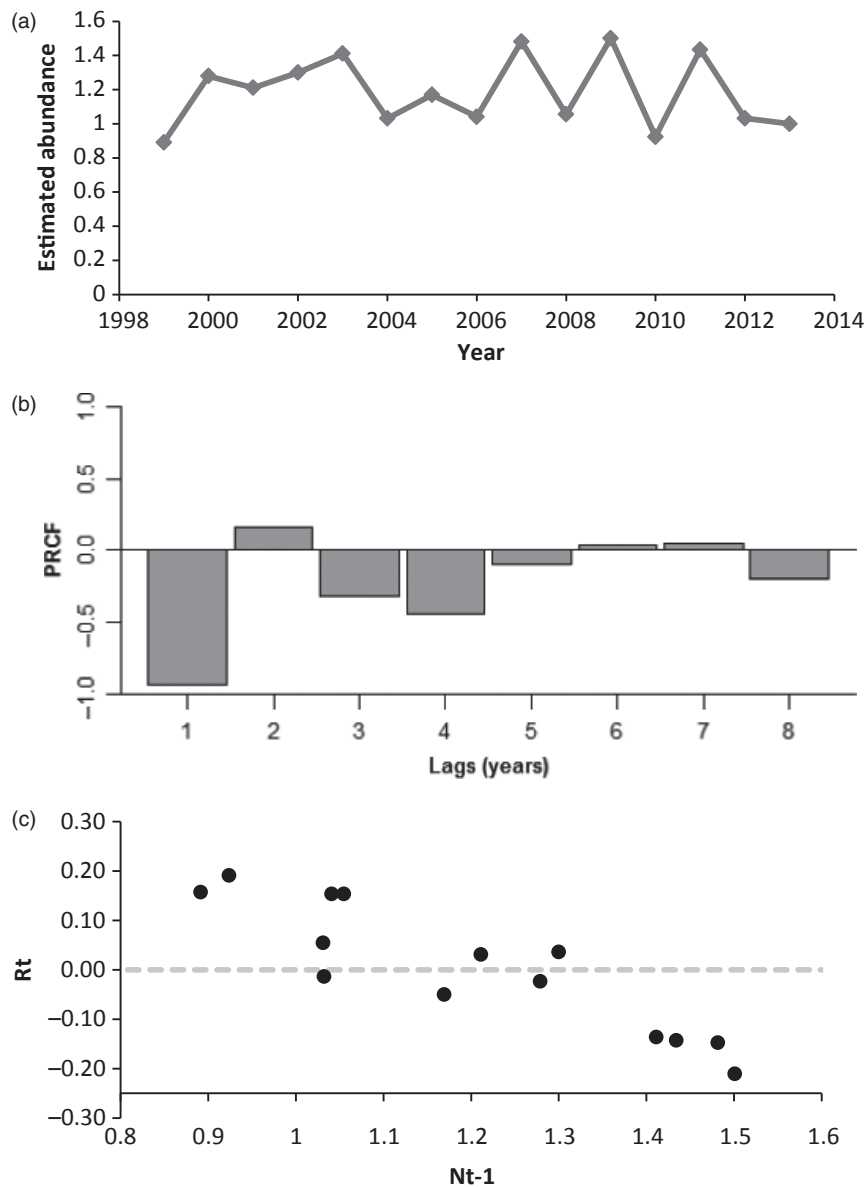 (a)
1.6
1.4
1.2
1
0.8
0.6
0.4
0.2
0
Estimated abundance
1998 2000 2002 2004 2006 2008 2010 2012 2014
Year
(b)
1.0
0.5
0.0
−0.5
−1.0
PRCF
1 2 3 4 5 6 7 8
Lags (years)
(c)
0.30
0.20
0.10
0.00
−0.10
−0.20
−0.30
Rt
0.8 0.9 1 1.1 1.2 1.3 1.4 1.5 1.6
Nt-1